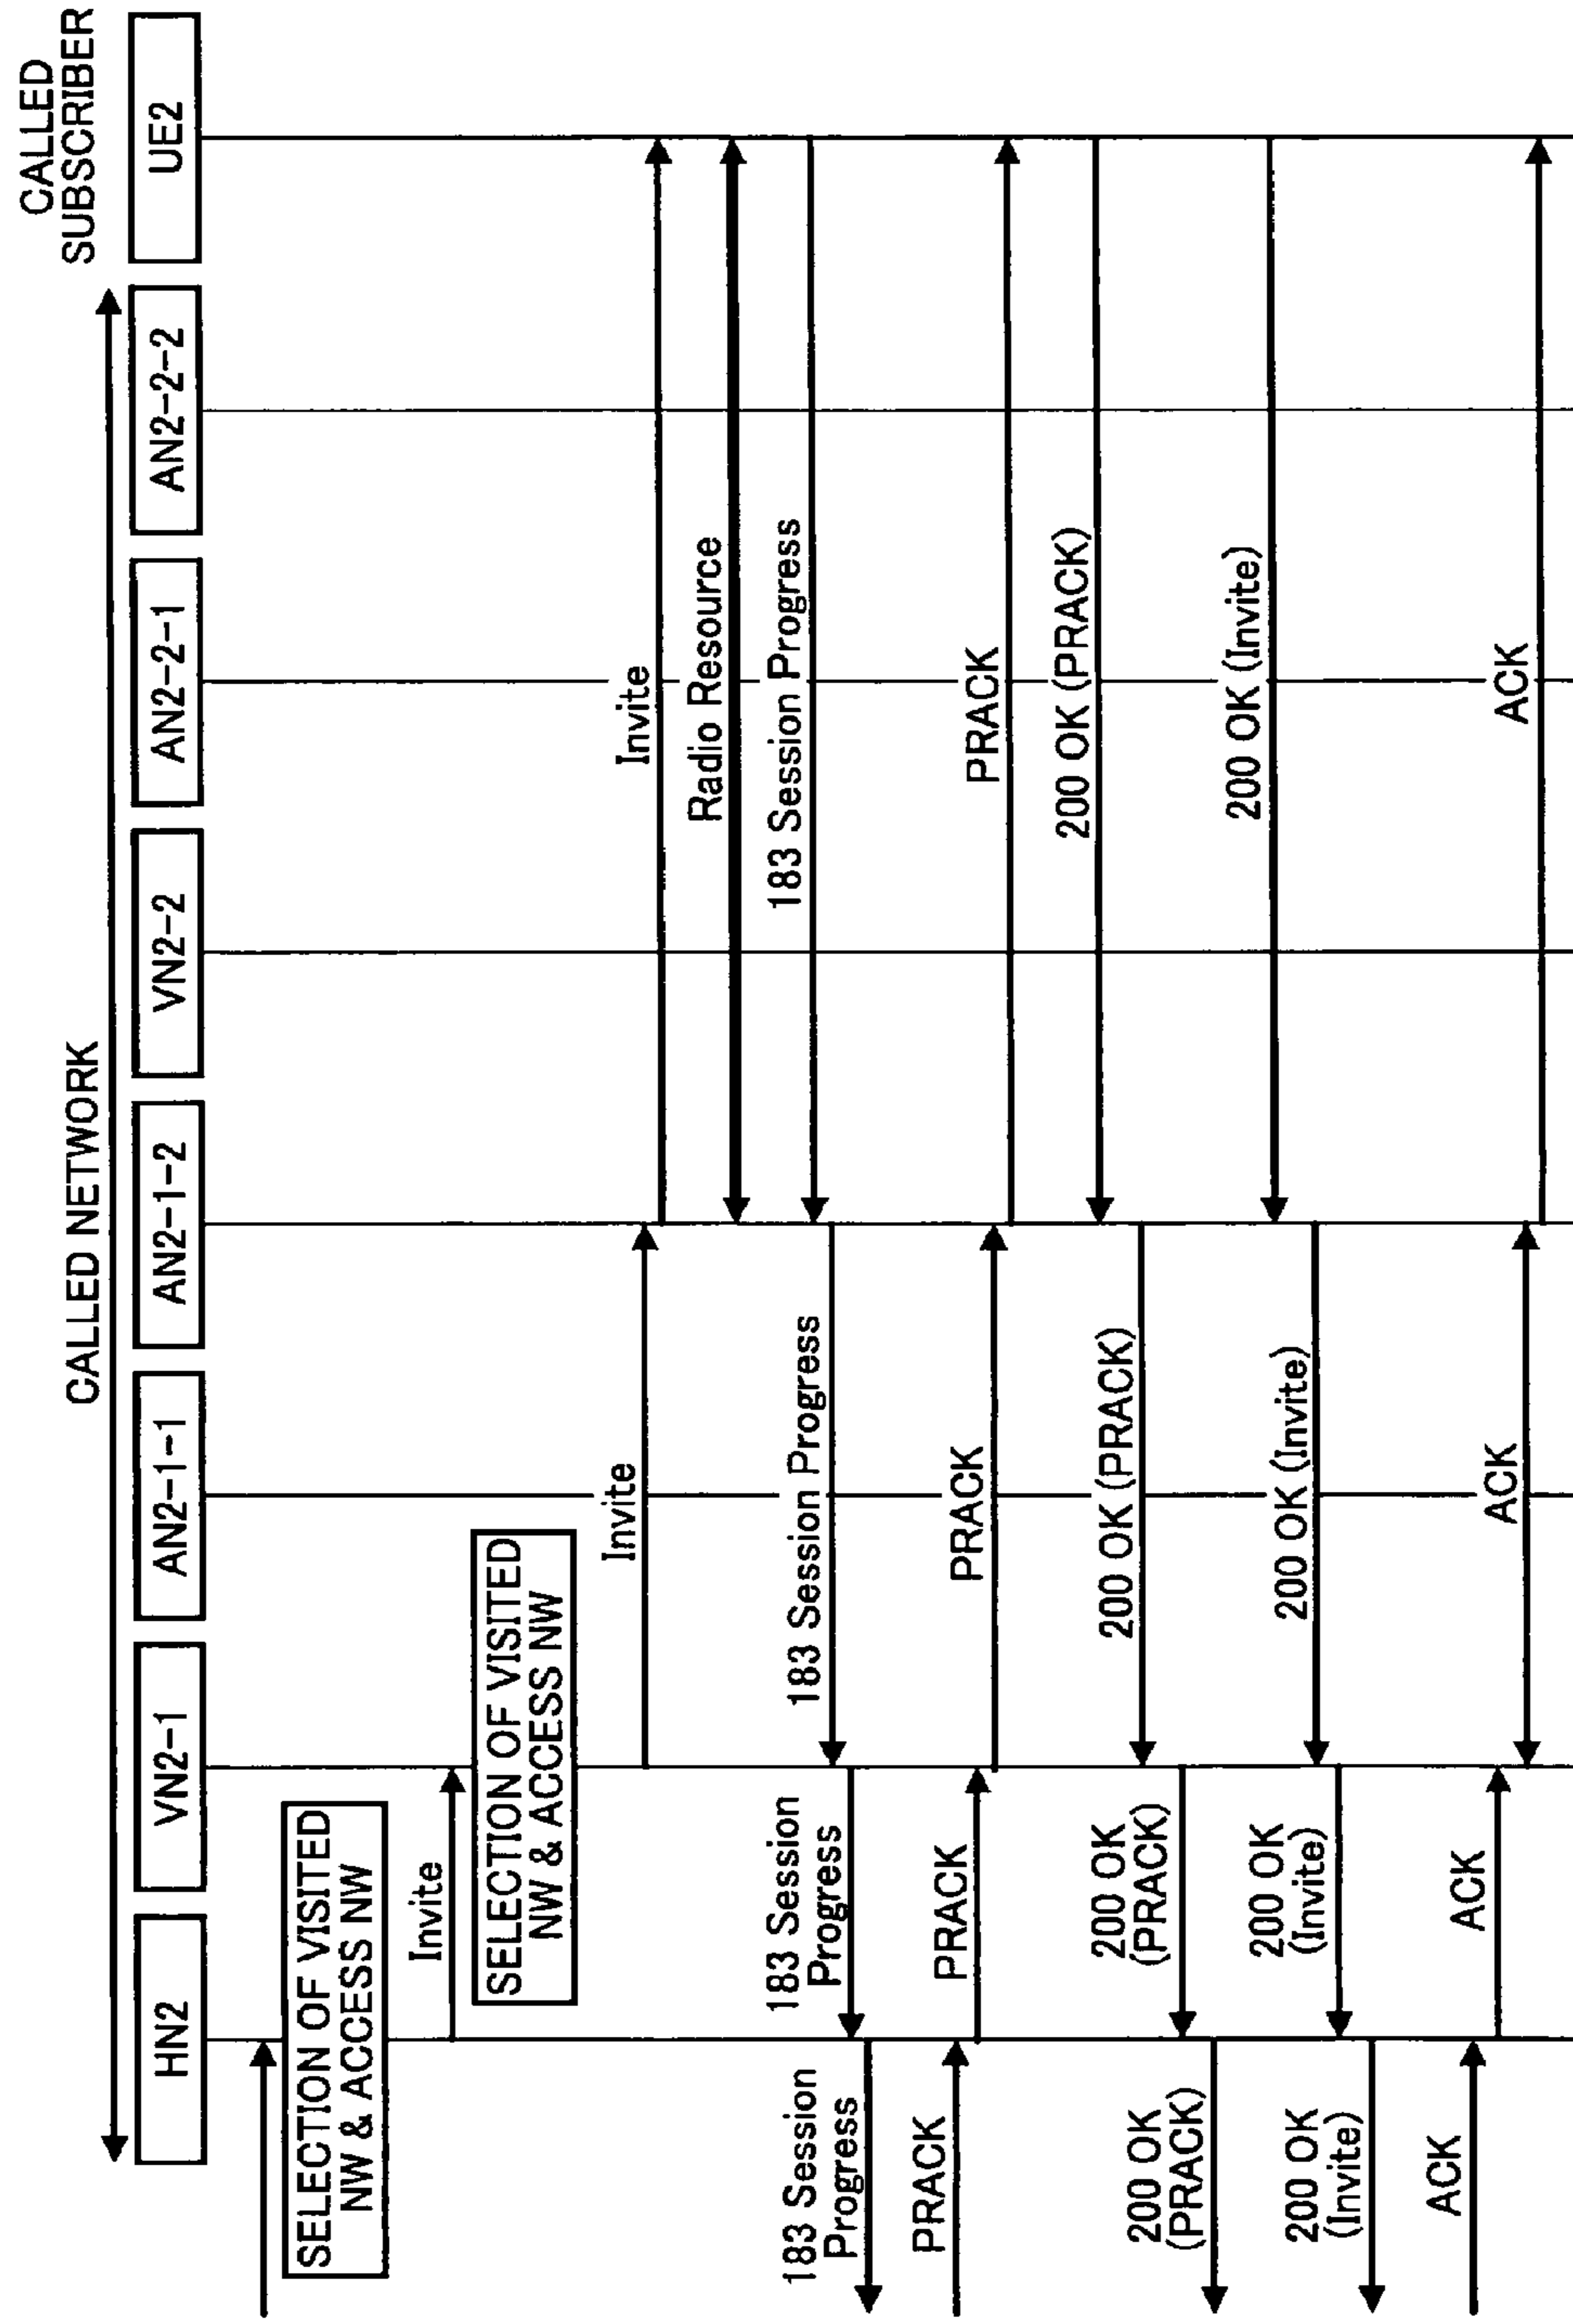 CALLED NETWORK
CALLED
SUBSCRIBER
HN2
VN2-1
AN2-1-1
AN2-1-2
VN2-2
AN2-2-1
AN2-2-2
UE2
SELECTION OF VISITED
NW & ACCESS NW
Invite
SELECTION OF VISITED
NW & ACCESS NW
Invite
Invite
Radio Resource
183 Session Progress
183 Session Progress
183 Session
Progress
183 Session
Progress
PRACK
PRACK
PRACK
PRACK
200 OK (PRACK)
200 OK (PRACK)
200 OK
(PRACK)
200 OK
(PRACK)
200 OK (Invite)
200 OK (Invite)
200 OK
(Invite)
200 OK
(Invite)
ACK
ACK
ACK
ACK